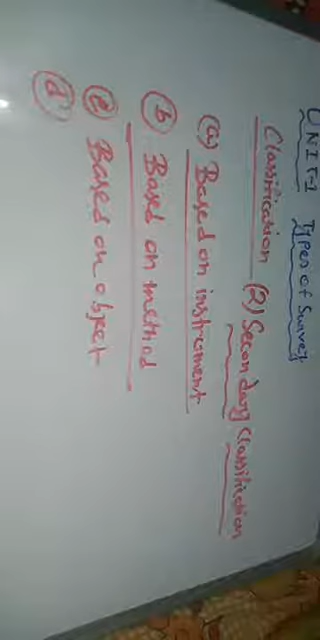 UNIT-1 Types of Survey
Classification (2) Secondary Classification
(a) Based on instrument
(b) Based on method
(c) Based on object
(d)